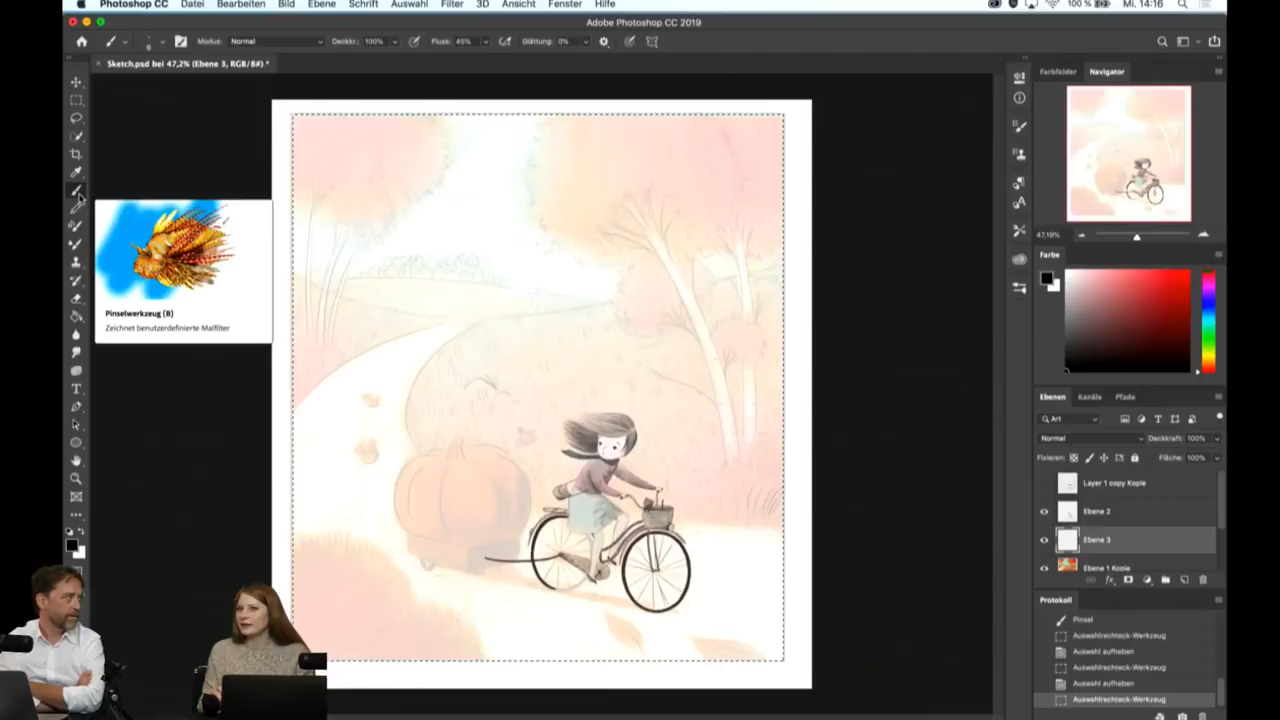 Photoshop CC Datei Bearbeiten Bild Ebene Schrift Auswahl Filter 3D Ansicht Fenster Hilfe 100 % Mi. 14:16
Adobe Photoshop CC 2019
Modus: Normal Deckkr.: 100% Fluss: 45% Glättung: 0%
Sketch.psd bei 47,2% (Ebene 3, RGB/8#) *
Farbfelder Navigator
Pinselwerkzeug (B)
Zeichnet benutzerdefinierte Malfilter
47,19%
Farbe
Ebenen Kanäle Pfade
Art
Normal Deckkraft: 100%
Fixieren: Fläche: 100%
Layer 1 copy Kopie
Ebene 2
Ebene 3
Ebene 1 Kopie
fx
Protokoll
Pinsel
Auswahlrechteck-Werkzeug
Auswahl aufheben
Auswahlrechteck-Werkzeug
Auswahl aufheben
Auswahlrechteck-Werkzeug